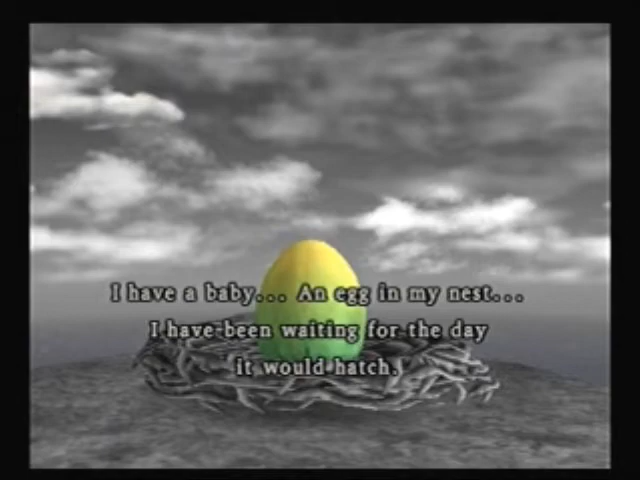 I have a baby... An egg in my nest...
I have been waiting for the day
it would hatch.